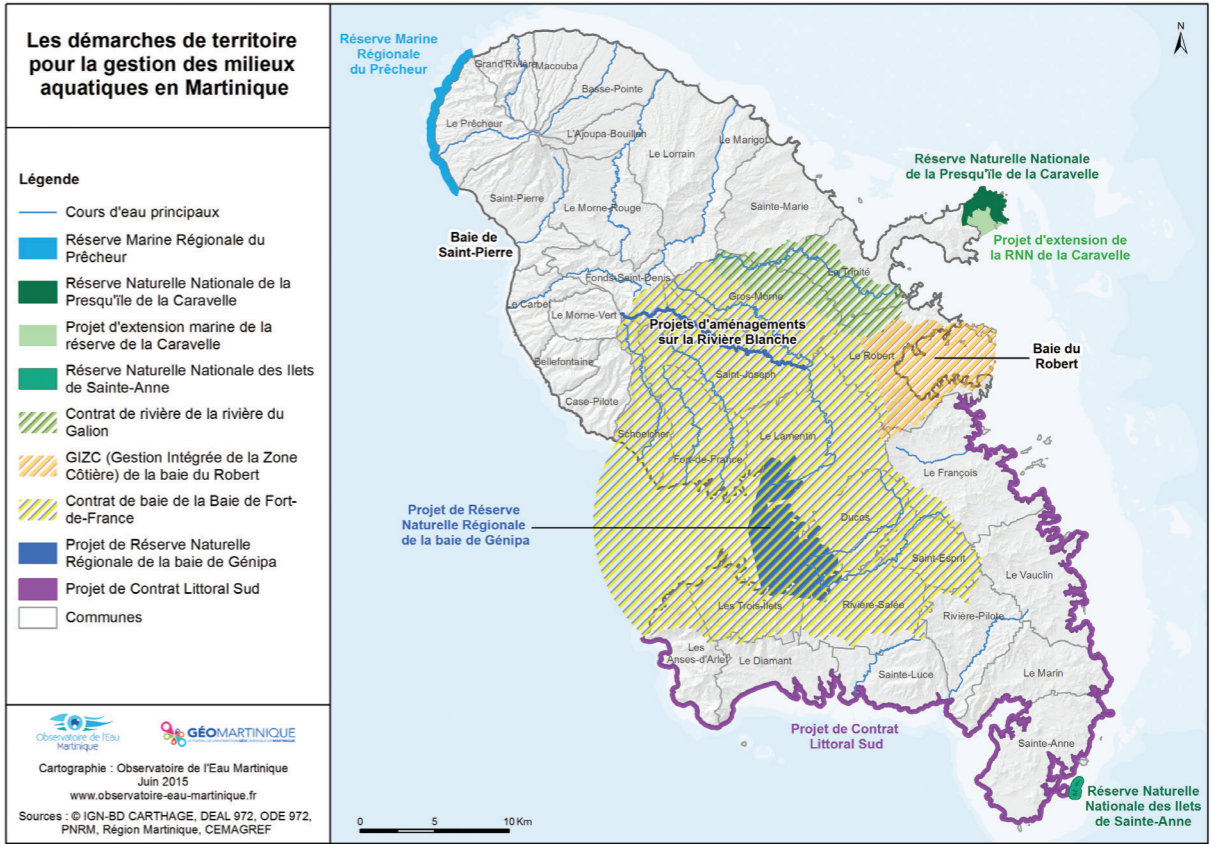 Les démarches de territoire
pour la gestion des milieux
aquatiques en Martinique
Légende
Cours d'eau principaux
Réserve Marine Régionale du
Prêcheur
Réserve Naturelle Nationale de la
Presqu'île de la Caravelle
Projet d'extension marine de la
réserve de la Caravelle
Réserve Naturelle Nationale des Ilets
de Sainte-Anne
Contrat de rivière de la rivière du
Galion
GIZC (Gestion Intégrée de la Zone
Côtière) de la baie du Robert
Contrat de baie de la Baie de Fort-
de-France
Projet de Réserve Naturelle
Régionale de la baie de Génipa
Projet de Contrat Littoral Sud
Communes
Observatoire de l'Eau
Martinique
GÉOMARTINIQUE
Cartographie : Observatoire de l'Eau Martinique
Juin 2015
www.observatoire-eau-martinique.fr
Sources : © IGN-BD CARTHAGE, DEAL 972, ODE 972,
PNRM, Région Martinique, CEMAGREF
N
Réserve Marine
Régionale
du Prêcheur
Grand'Rivière
Macouba
Basse-Pointe
Le Prêcheur
L'Ajoupa-Bouillon
Le Lorrain
Le Marigot
Saint-Pierre
Le Morne-Rouge
Sainte-Marie
Réserve Naturelle Nationale
de la Presqu'île de la Caravelle
Projet d'extension de
la RNN de la Caravelle
Baie de
Saint-Pierre
Fonds-Saint-Denis
La Trinité
Gros-Morne
Le Carbet
Le Morne-Vert
Projets d'aménagements
sur la Rivière Blanche
Le Robert
Baie du
Robert
Bellefontaine
Saint-Joseph
Case-Pilote
Schoelcher
Le Lamentin
Fort-de-France
Le François
Projet de Réserve
Naturelle Régionale
de la baie de Génipa
Ducos
Saint-Esprit
Le Vauclin
Les Trois-Ilets
Rivière-Salée
Rivière-Pilote
Les
Anses-d'Arlet
Le Diamant
Sainte-Luce
Le Marin
Projet de Contrat
Littoral Sud
Sainte-Anne
Réserve Naturelle
Nationale des Ilets
de Sainte-Anne
0 5 10 Km